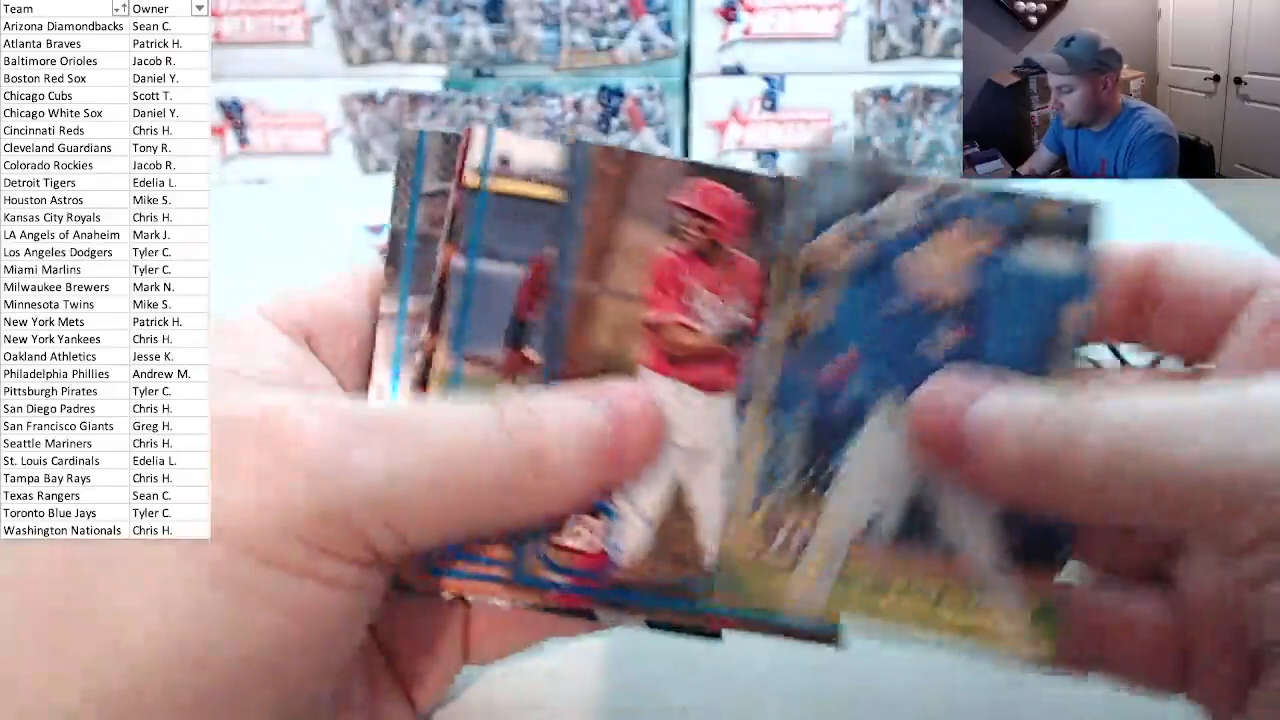 Team Owner
Arizona Diamondbacks Sean C.
Atlanta Braves Patrick H.
Baltimore Orioles Jacob R.
Boston Red Sox Daniel Y.
Chicago Cubs Scott T.
Chicago White Sox Daniel Y.
Cincinnati Reds Chris H.
Cleveland Guardians Tony R.
Colorado Rockies Jacob R.
Detroit Tigers Edelia L.
Houston Astros Mike S.
Kansas City Royals Chris H.
LA Angels of Anaheim Mark J.
Los Angeles Dodgers Tyler C.
Miami Marlins Tyler C.
Milwaukee Brewers Mark N.
Minnesota Twins Mike S.
New York Mets Patrick H.
New York Yankees Chris H.
Oakland Athletics Jesse K.
Philadelphia Phillies Andrew M.
Pittsburgh Pirates Tyler C.
San Diego Padres Chris H.
San Francisco Giants Greg H.
Seattle Mariners Chris H.
St. Louis Cardinals Edelia L.
Tampa Bay Rays Chris H.
Texas Rangers Sean C.
Toronto Blue Jays Tyler C.
Washington Nationals Chris H.